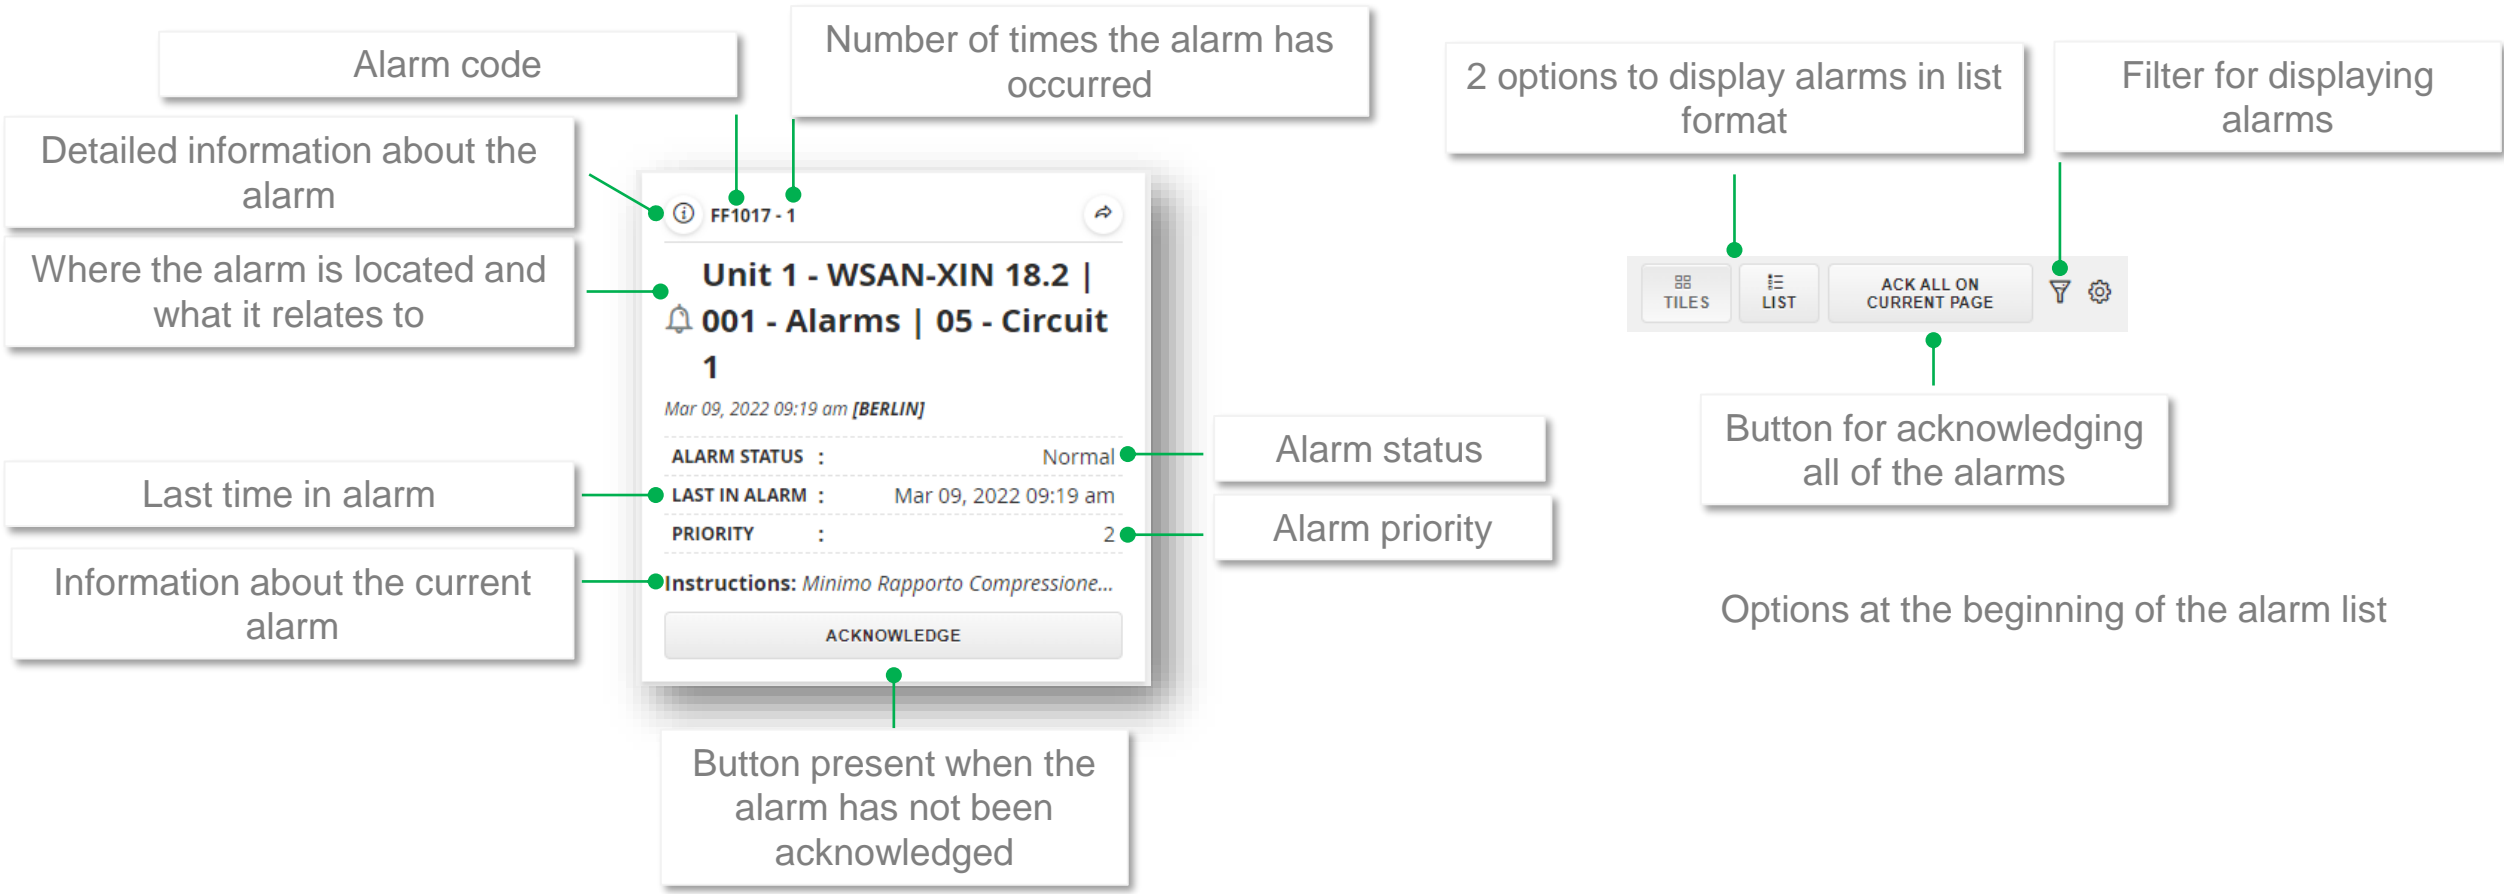 Alarm code
Number of times the alarm has
occurred
2 options to display alarms in list
format
Filter for displaying
alarms
Detailed information about the
alarm
Where the alarm is located and
what it relates to
FF1017 - 1
Unit 1 - WSAN-XIN 18.2 |
001 - Alarms | 05 - Circuit
1
Mar 09, 2022 09:19 am [BERLIN]
ALARM STATUS : Normal
LAST IN ALARM : Mar 09, 2022 09:19 am
PRIORITY : 2
Instructions: Minimo Rapporto Compressione...
ACKNOWLEDGE
Last time in alarm
Information about the current
alarm
Alarm status
Alarm priority
Button present when the
alarm has not been
acknowledged
TILES
LIST
ACK ALL ON
CURRENT PAGE
Button for acknowledging
all of the alarms
Options at the beginning of the alarm list